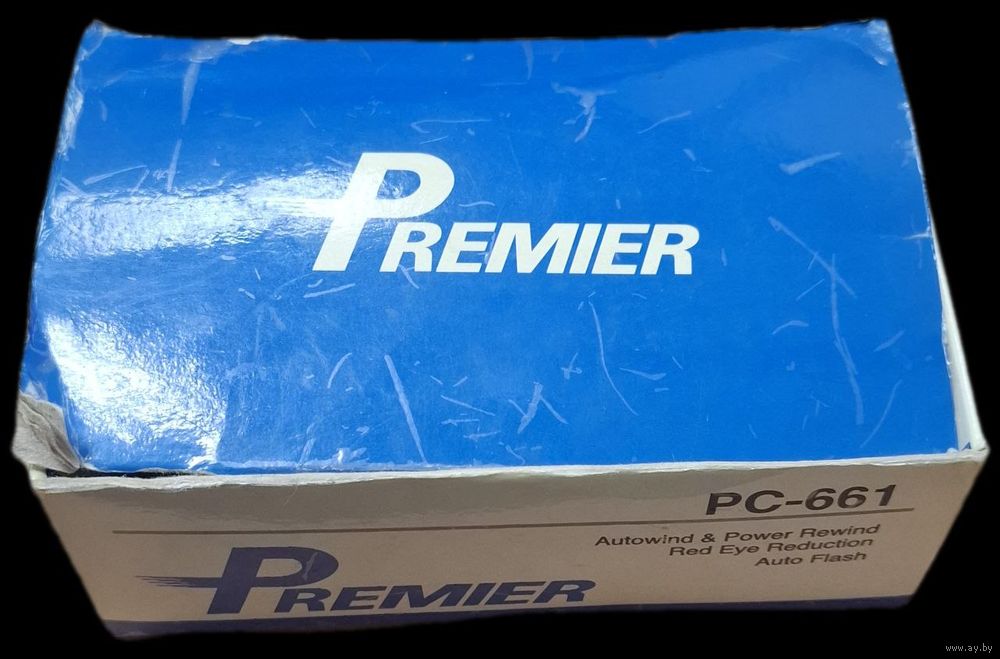 PREMIER
PC-661
Autowind & Power Rewind
Red Eye Reduction
Auto Flash
PREMIER
www.ay.by